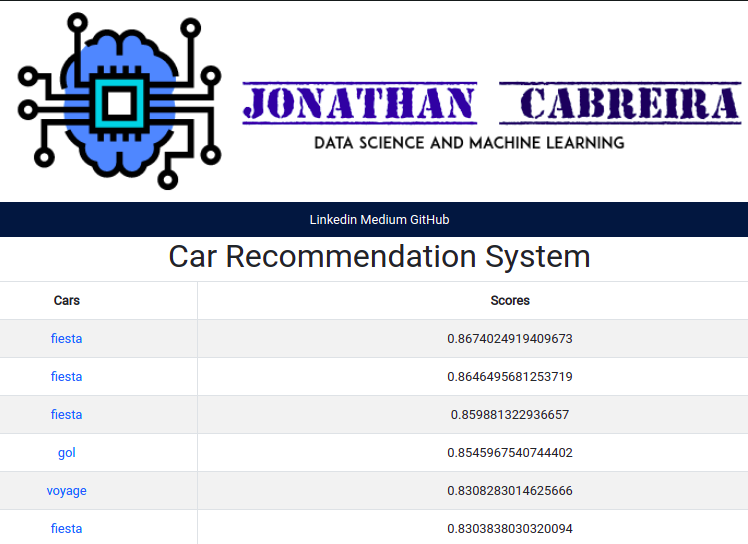 JONATHAN CABREIRA
DATA SCIENCE AND MACHINE LEARNING
Linkedin Medium GitHub
Car Recommendation System
Cars Scores
fiesta 0.8674024919409673
fiesta 0.8646495681253719
fiesta 0.859881322936657
gol 0.8545967540744402
voyage 0.8308283014625666
fiesta 0.8303838030320094